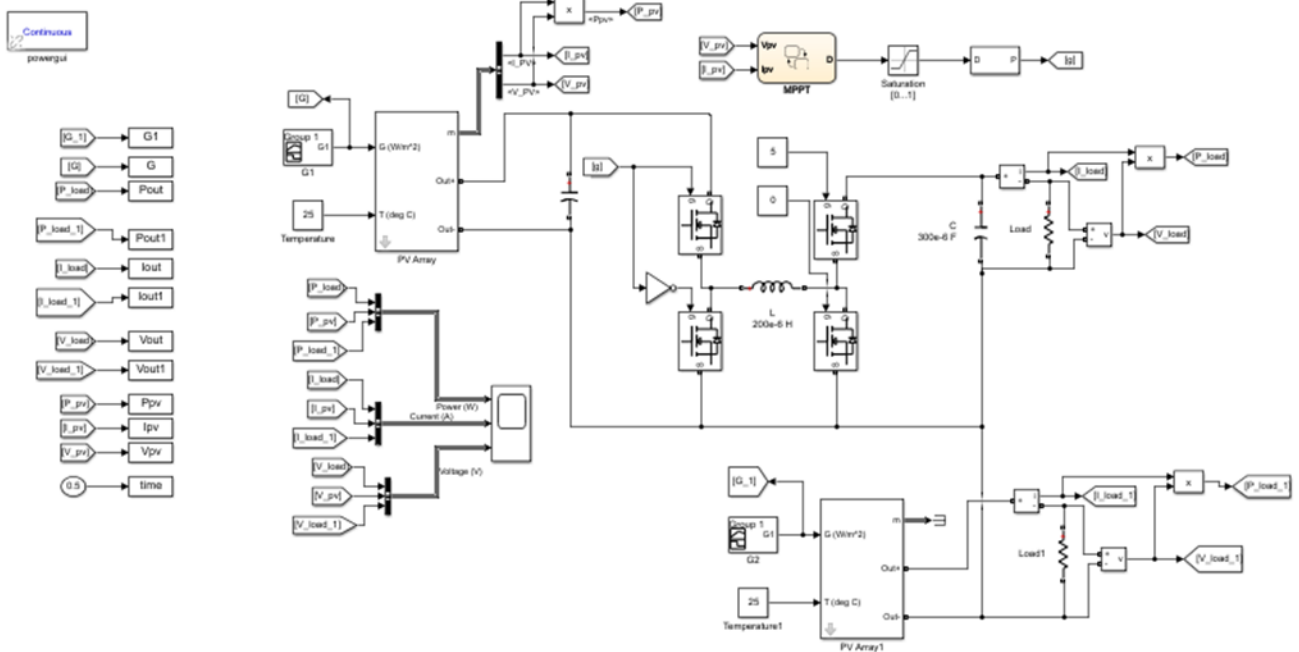 Continuous
powergui
x
<Ppv>
[P_pv]
<I_PV>
[I_pv]
<V_PV>
[V_pv]
[V_pv]
[I_pv]
Vpv
Ipv
D
MPPT
Saturation
[0...1]
D
P
[g]
[G]
Group 1
G1
G1
G (W/m^2)
m
Out+
T (deg C)
Out-
25
Temperature
PV Array
[G_1]
G1
[G]
G
[P_load]
Pout
[P_load_1]
Pout1
[I_load]
Iout
[I_load_1]
Iout1
[V_load]
Vout
[V_load_1]
Vout1
[P_pv]
Ppv
[I_pv]
Ipv
[V_pv]
Vpv
0.5
time
[P_load]
[P_pv]
[P_load_1]
[I_load]
[I_pv]
[I_load_1]
[V_load]
[V_pv]
[V_load_1]
Power (W)
Current (A)
Voltage (V)
[g]
5
0
L
200e-6 H
C
300e-6 F
[I_load]
x
[P_load]
Load
v
[V_load]
[G_1]
Group 1
G1
G2
G (W/m^2)
m
Out+
T (deg C)
Out-
25
Temperature1
PV Array1
[I_load_1]
x
[P_load_1]
Load1
v
[V_load_1]